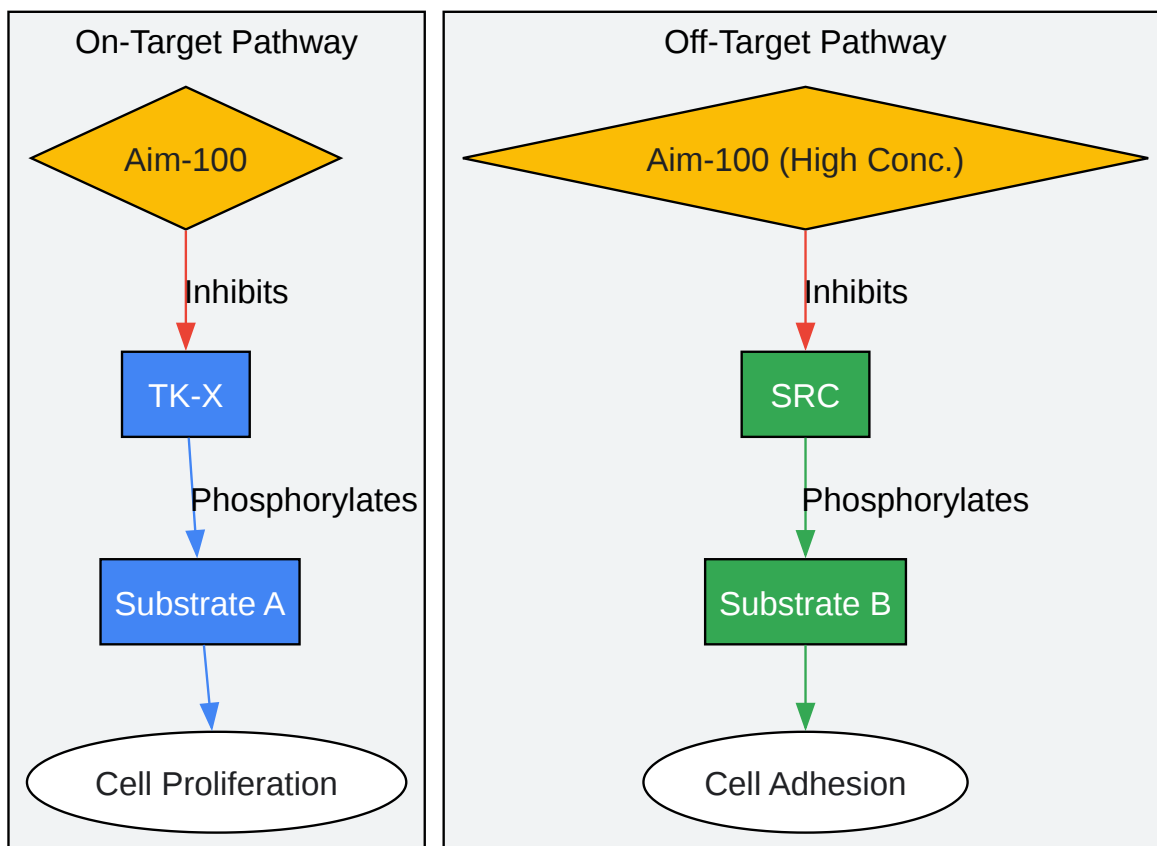 On-Target Pathway
Aim-100
Inhibits
TK-X
Phosphorylates
Substrate A
Cell Proliferation
Off-Target Pathway
Aim-100 (High Conc.)
Inhibits
SRC
Phosphorylates
Substrate B
Cell Adhesion